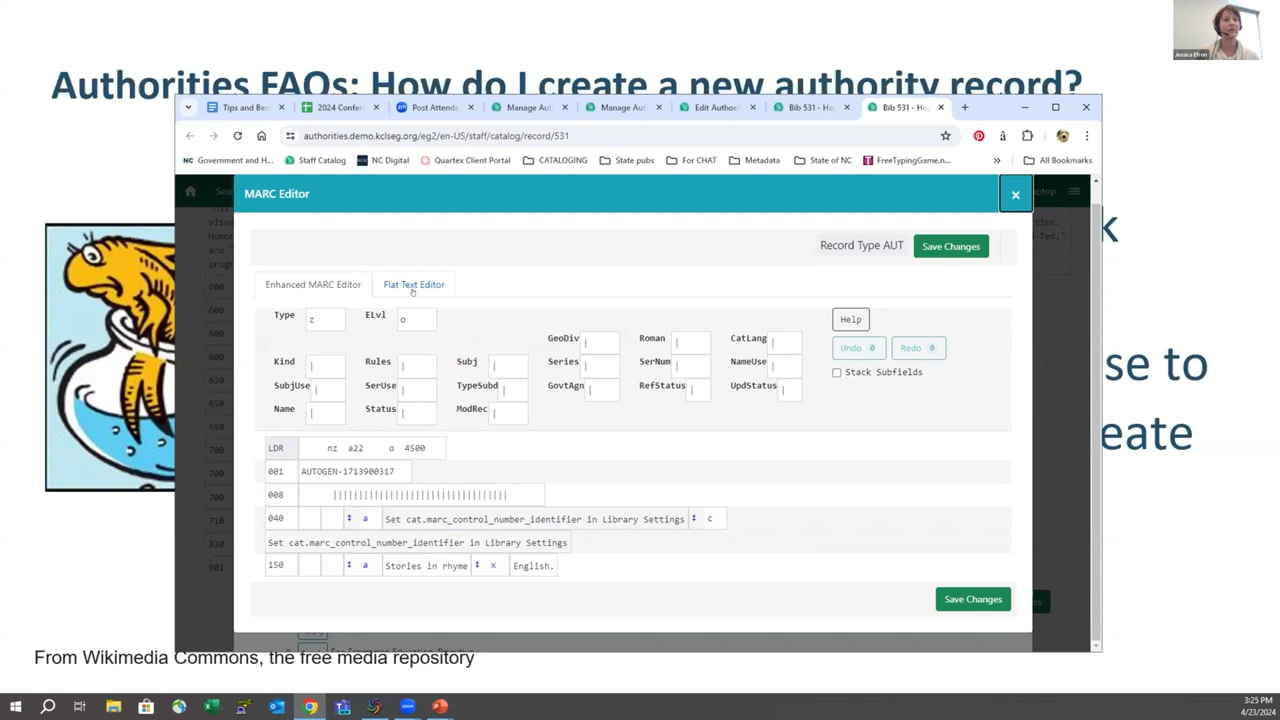 Jessica Efron
Authorities FAQs: How do I create a new authority record?
Tips and Be
2024 Confer
Post Attende
Manage Aut
Manage Aut
Edit Authori
Bib 531 - Ho
Bib 531 - Ho
authorities.demo.kclseg.org/eg2/en-US/staff/catalog/record/531
NC Government and H...
Staff Catalog
NC Digital
Quartex Client Portal
CATALOGING
State pubs
For CHAT
Metadata
State of NC
FreeTypingGame.n...
»
All Bookmarks
MARC Editor
×
Record Type AUT
Save Changes
Enhanced MARC Editor
Flat Text Editor
Type z
ELvl o
Help
GeoDiv |
Roman |
CatLang |
Undo 0
Redo 0
Kind |
Rules |
Subj |
Series |
SerNum |
NameUse |
Stack Subfields
SubjUse |
SerUse |
TypeSubd |
GovtAgn |
RefStatus |
UpdStatus |
Name |
Status |
ModRec |
LDR nz a22 o 4500
001 AUTOGEN-1713900317
008 ||||||||||||||||||||||||||||||||||
040 ‡ a Set cat.marc_control_number_identifier in Library Settings ‡ c
Set cat.marc_control_number_identifier in Library Settings
150 ‡ a Stories in rhyme ‡ x English.
Save Changes
k
se to
eate
From Wikimedia Commons, the free media repository
3:25 PM
4/23/2024